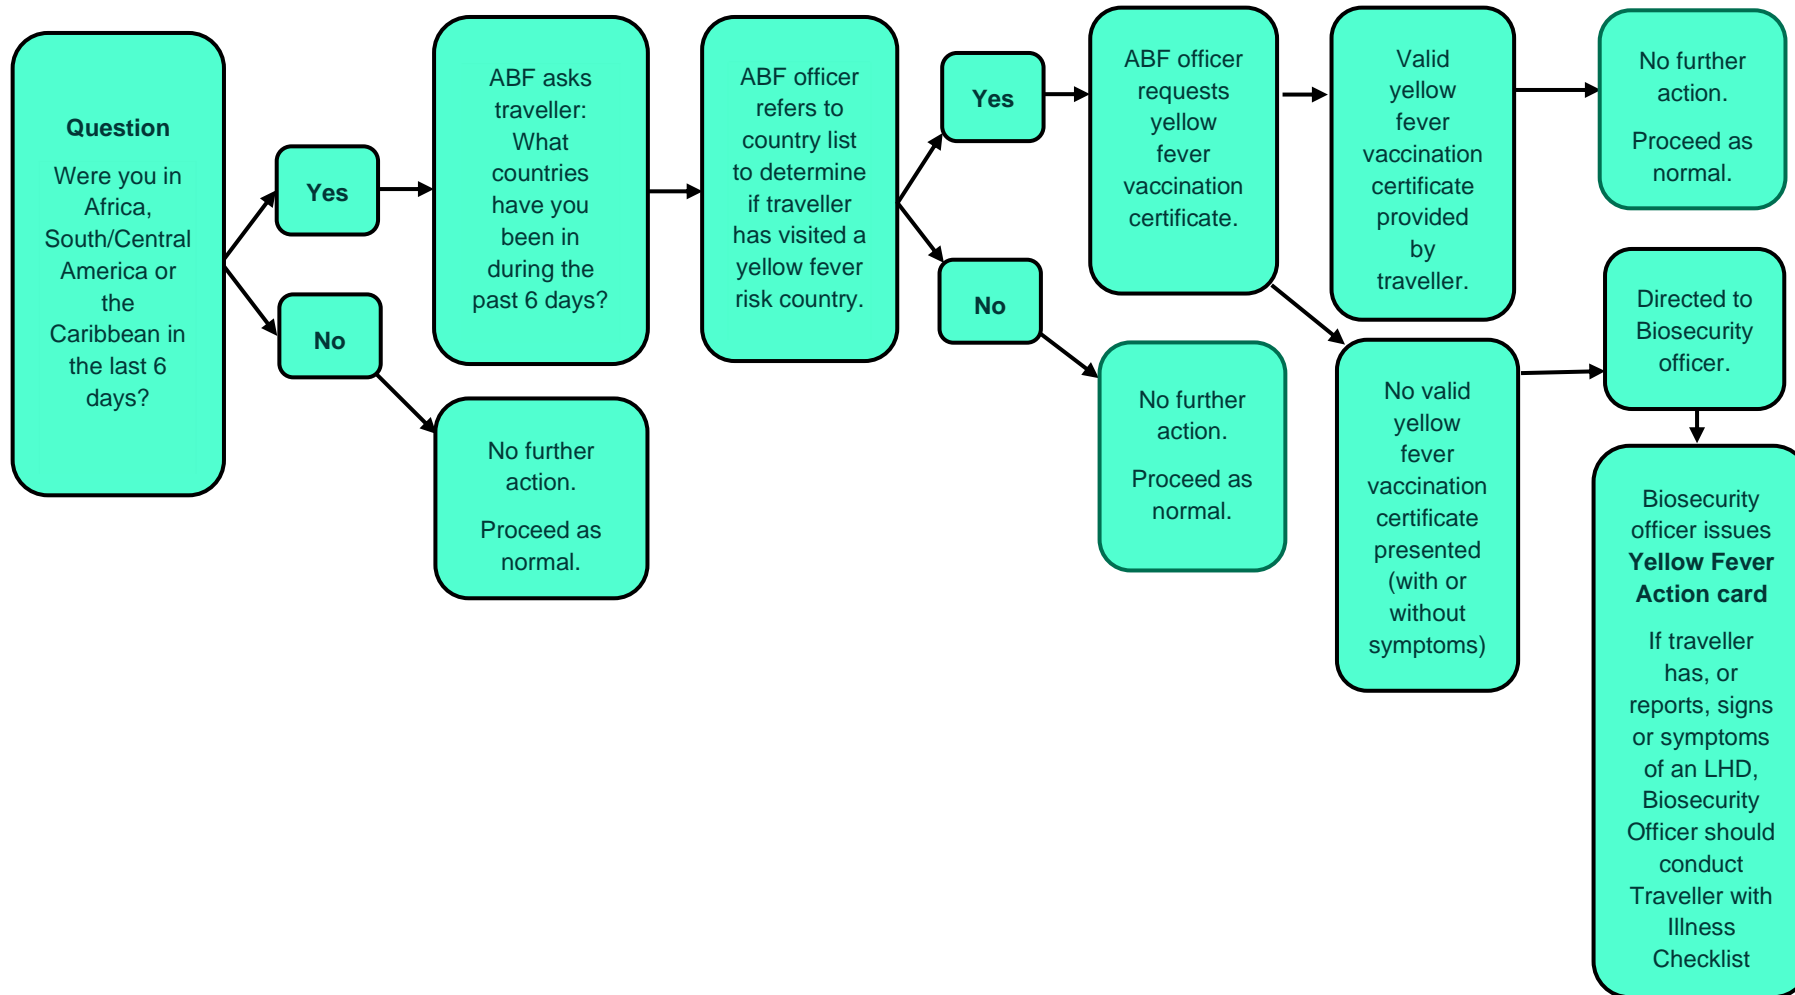 Question
Were you in
Africa,
South/Central
America or
the
Caribbean in
the last 6
days?
Yes
No
No further
action.
Proceed as
normal.
ABF asks
traveller:
What
countries
have you
been in
during the
past 6 days?
ABF officer
refers to
country list
to determine
if traveller
has visited a
yellow fever
risk country.
Yes
No
No further
action.
Proceed as
normal.
ABF officer
requests
yellow
fever
vaccination
certificate.
Valid
yellow
fever
vaccination
certificate
provided
by
traveller.
No further
action.
Proceed as
normal.
No valid
yellow
fever
vaccination
certificate
presented
(with or
without
symptoms)
Directed to
Biosecurity
officer.
Biosecurity
officer issues
Yellow Fever
Action card
If traveller
has, or
reports, signs
or symptoms
of an LHD,
Biosecurity
Officer should
conduct
Traveller with
Illness
Checklist